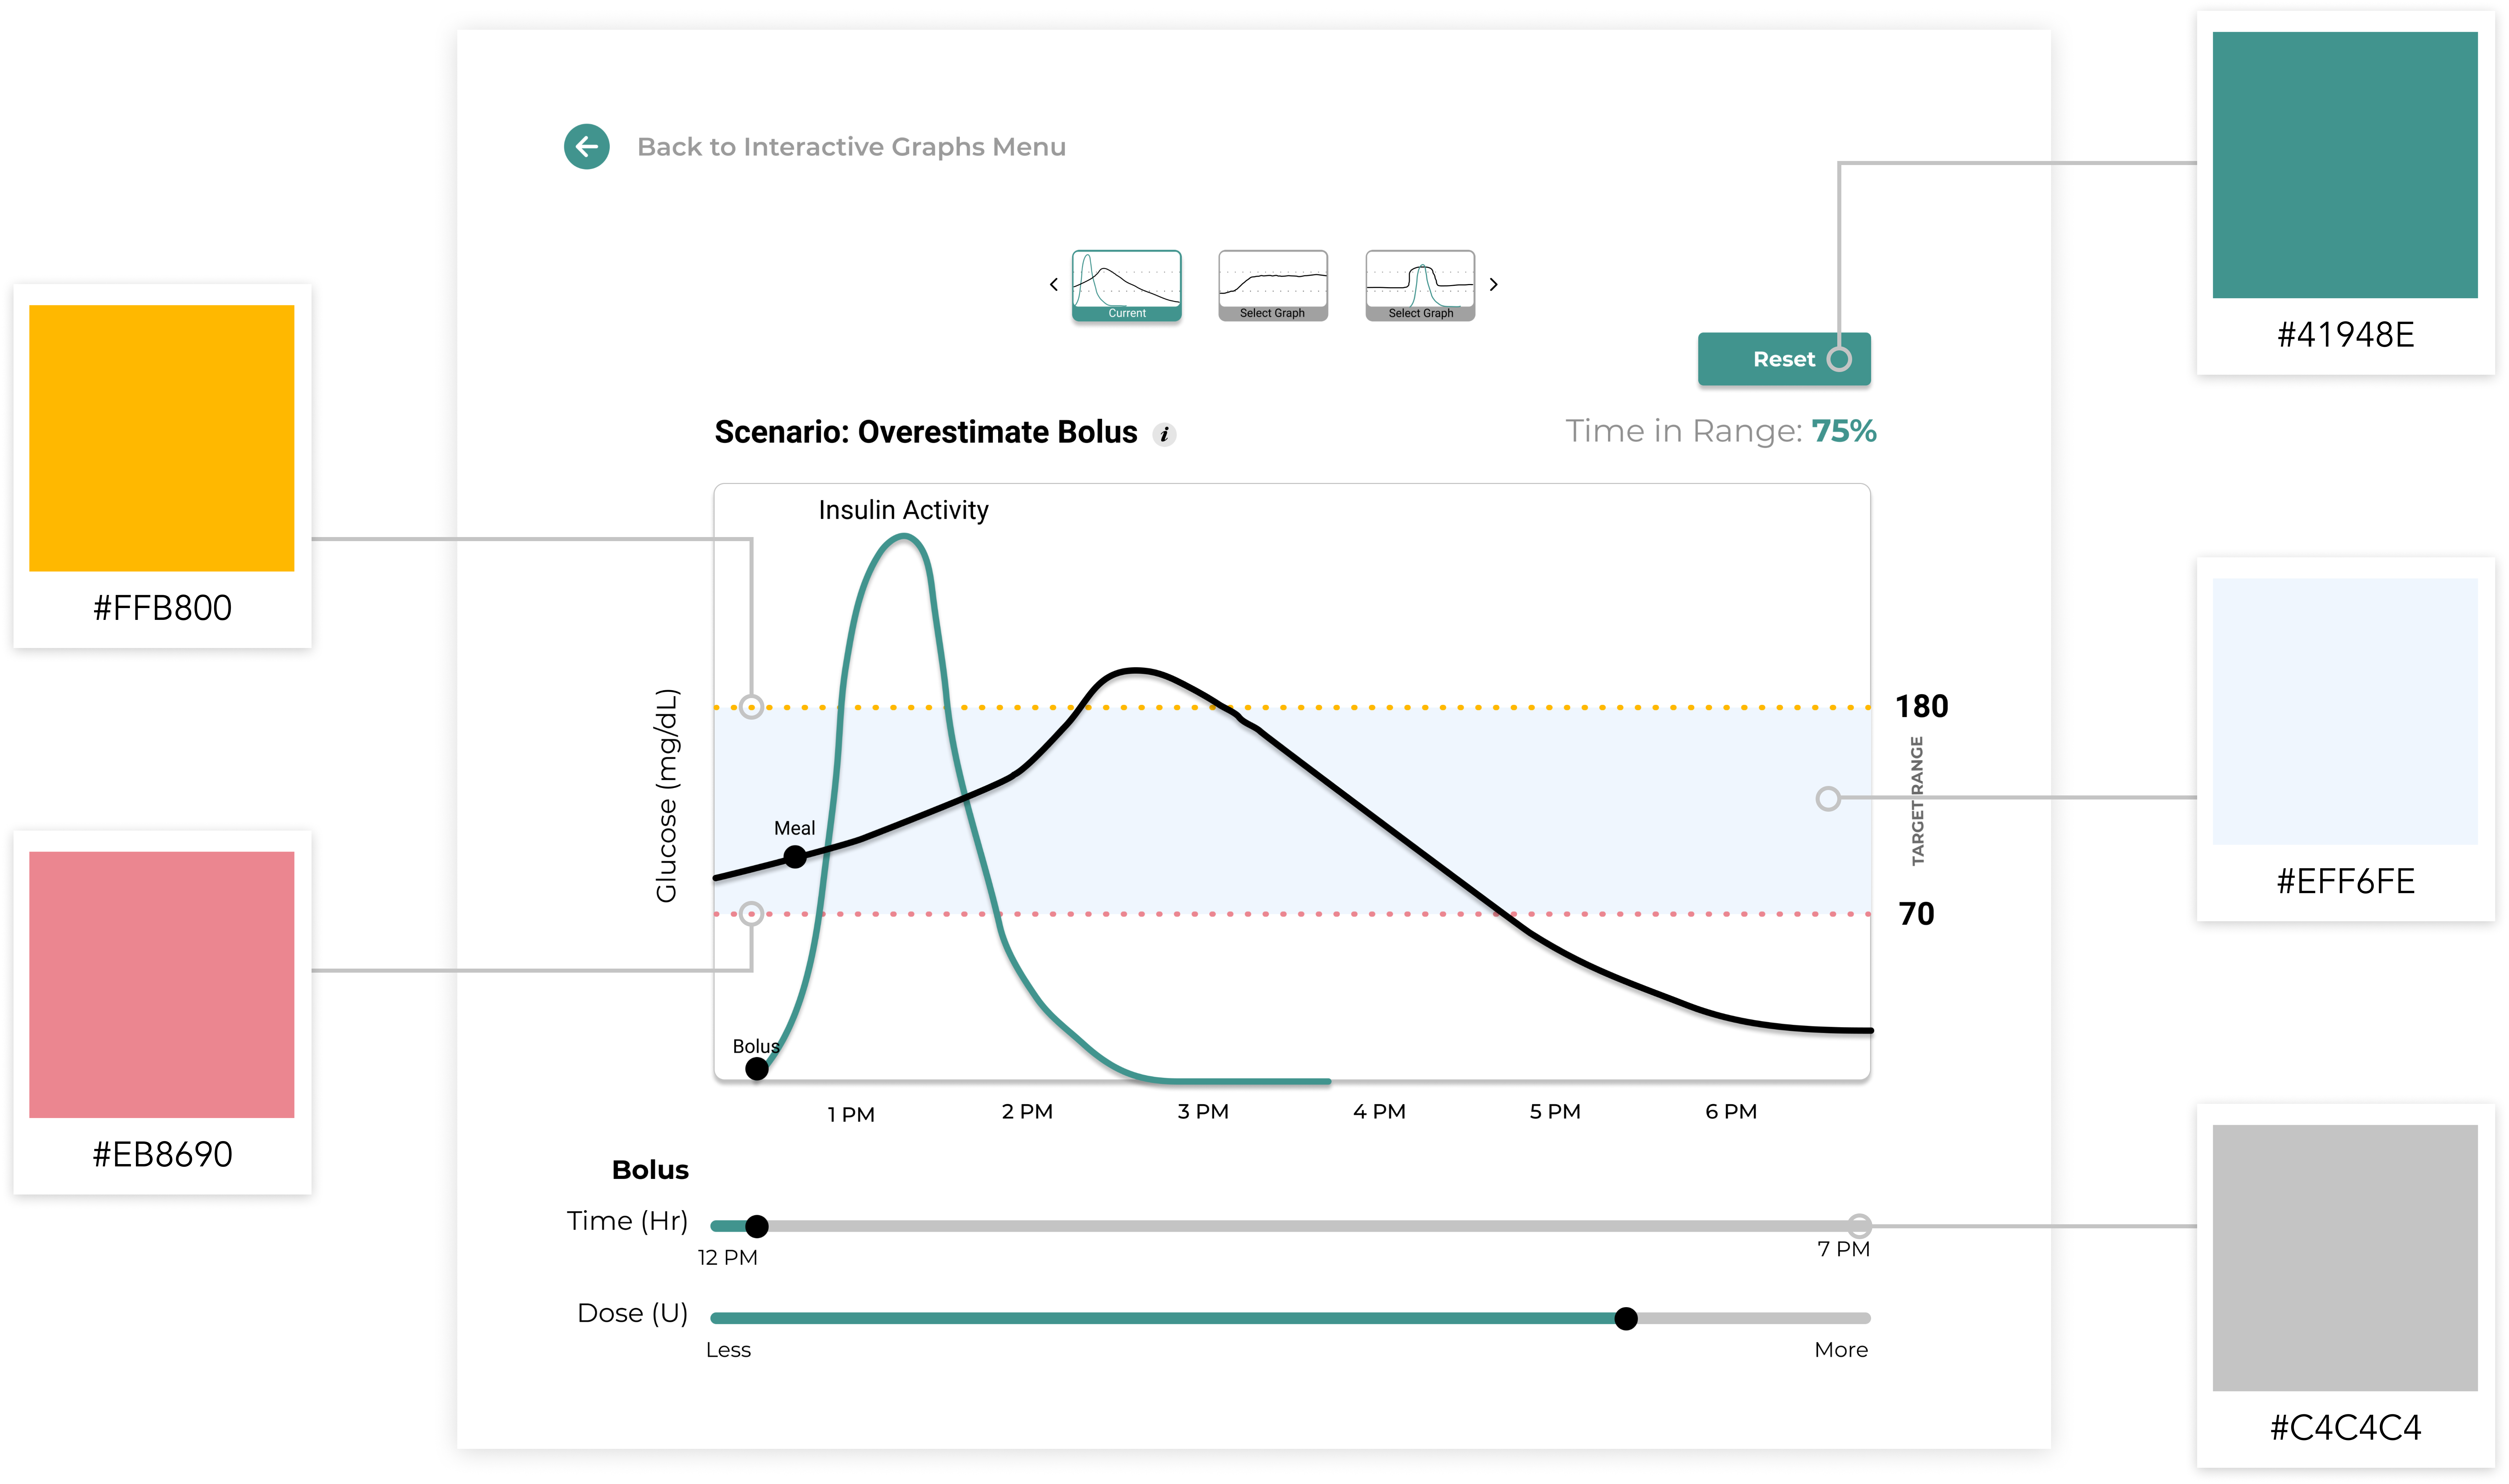 Back to Interactive Graphs Menu
Current
Select Graph
Select Graph
Reset
#41948E
#FFB800
Scenario: Overestimate Bolus i
Time in Range: 75%
Insulin Activity
180
TARGET RANGE
70
Glucose (mg/dL)
Meal
Bolus
#EFF6FE
#EB8690
1 PM
2 PM
3 PM
4 PM
5 PM
6 PM
Bolus
Time (Hr)
12 PM
7 PM
Dose (U)
Less
More
#C4C4C4